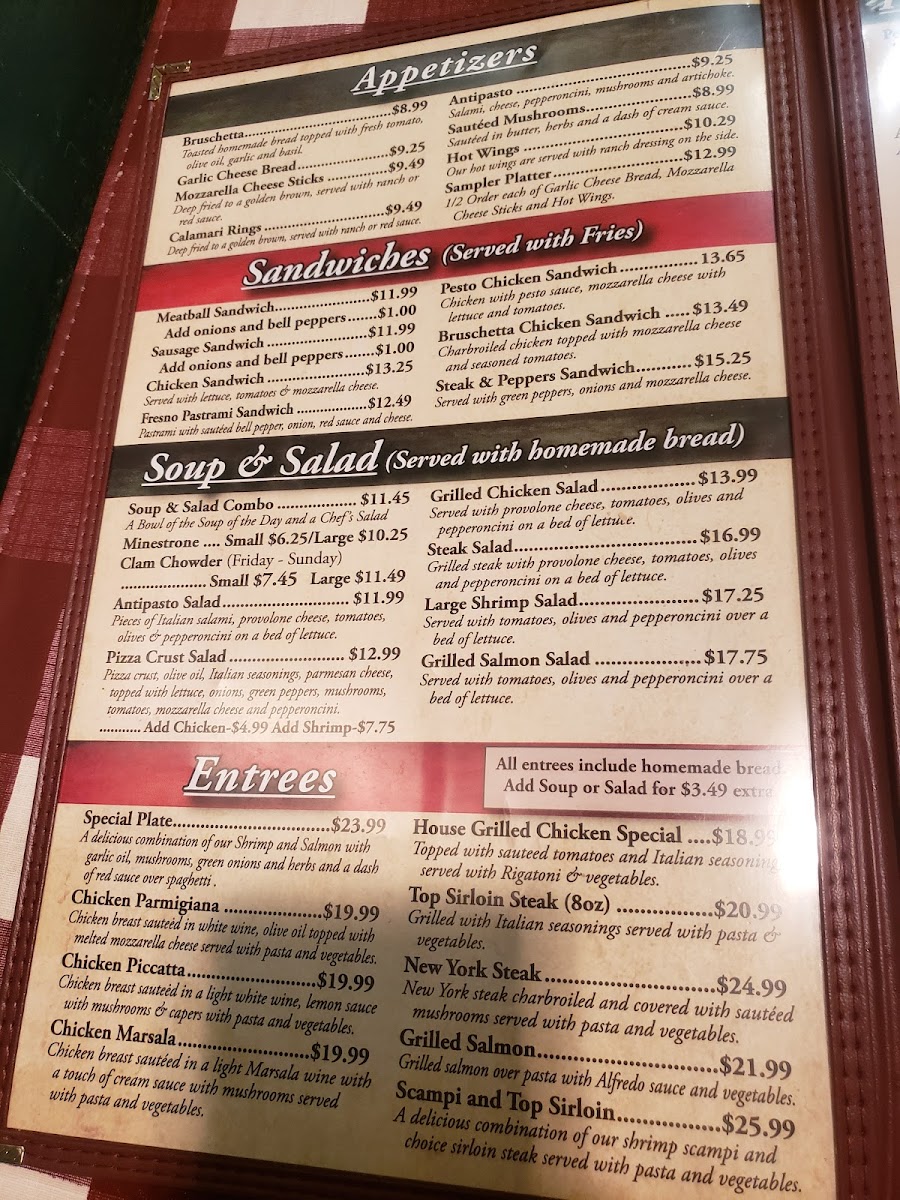 Appetizers
Bruschetta..............................$8.99
Toasted homemade bread topped with fresh tomato,
olive oil, garlic and basil.
Garlic Cheese Bread..................$9.25
Mozzarella Cheese Sticks ..............$9.49
Deep fried to a golden brown, served with ranch or
red sauce.
Calamari Rings ........................$9.49
Deep fried to a golden brown, served with ranch or red sauce.
Antipasto ...................................$9.25
Salami, cheese, pepperoncini, mushrooms and artichoke.
Sautéed Mushrooms.....................$8.99
Sautéed in butter, herbs and a dash of cream sauce.
Hot Wings ...............................$10.29
Our hot wings are served with ranch dressing on the side.
Sampler Platter..........................$12.99
1/2 Order each of Garlic Cheese Bread, Mozzarella
Cheese Sticks and Hot Wings.
Sandwiches (Served with Fries)
Meatball Sandwich......................$11.99
Add onions and bell peppers.......$1.00
Sausage Sandwich .......................$11.99
Add onions and bell peppers.......$1.00
Chicken Sandwich ......................$13.25
Served with lettuce, tomatoes & mozzarella cheese.
Fresno Pastrami Sandwich .................$12.49
Pastrami with sautéed bell pepper, onion, red sauce and cheese.
Pesto Chicken Sandwich................ 13.65
Chicken with pesto sauce, mozzarella cheese with
lettuce and tomatoes.
Bruschetta Chicken Sandwich .....$13.49
Charbroiled chicken topped with mozzarella cheese
and seasoned tomatoes.
Steak & Peppers Sandwich............$15.25
Served with green peppers, onions and mozzarella cheese.
Soup & Salad (Served with homemade bread)
Soup & Salad Combo .................. $11.45
A Bowl of the Soup of the Day and a Chef's Salad
Minestrone .... Small $6.25/Large $10.25
Clam Chowder (Friday - Sunday)
.................... Small $7.45 Large $11.49
Antipasto Salad............................. $11.99
Pieces of Italian salami, provolone cheese, tomatoes,
olives & pepperoncini on a bed of lettuce.
Pizza Crust Salad .......................... $12.99
Pizza crust, olive oil, Italian seasonings, parmesan cheese,
topped with lettuce, onions, green peppers, mushrooms,
tomatoes, mozzarella cheese and pepperoncini.
........... Add Chicken-$4.99 Add Shrimp-$7.75
Grilled Chicken Salad...................$13.99
Served with provolone cheese, tomatoes, olives and
pepperoncini on a bed of lettuce.
Steak Salad...................................$16.99
Grilled steak with provolone cheese, tomatoes, olives
and pepperoncini on a bed of lettuce.
Large Shrimp Salad.......................$17.25
Served with tomatoes, olives and pepperoncini over a
bed of lettuce.
Grilled Salmon Salad ....................$17.75
Served with tomatoes, olives and pepperoncini over a
bed of lettuce.
Entrees
All entrees include homemade bread.
Add Soup or Salad for $3.49 extra
Special Plate................................$23.99
A delicious combination of our Shrimp and Salmon with
garlic oil, mushrooms, green onions and herbs and a dash
of red sauce over spaghetti .
Chicken Parmigiana ....................$19.99
Chicken breast sauteèd in white wine, olive oil topped with
melted mozzarella cheese served with pasta and vegetables.
Chicken Piccatta..........................$19.99
Chicken breast sauteèd in a light white wine, lemon sauce
with mushrooms & capers with pasta and vegetables.
Chicken Marsala..........................$19.99
Chicken breast sautéed in a light Marsala wine with
a touch of cream sauce with mushrooms served
with pasta and vegetables.
House Grilled Chicken Special ....$18.99
Topped with sauteed tomatoes and Italian seasoning
served with Rigatoni & vegetables.
Top Sirloin Steak (8oz) .................$20.99
Grilled with Italian seasonings served with pasta &
vegetables.
New York Steak..............................$24.99
New York steak charbroiled and covered with sautéed
mushrooms served with pasta and vegetables.
Grilled Salmon................................$21.99
Grilled salmon over pasta with Alfredo sauce and vegetables.
Scampi and Top Sirloin..................$25.99
A delicious combination of our shrimp scampi and
choice sirloin steak served with pasta and vegetables.